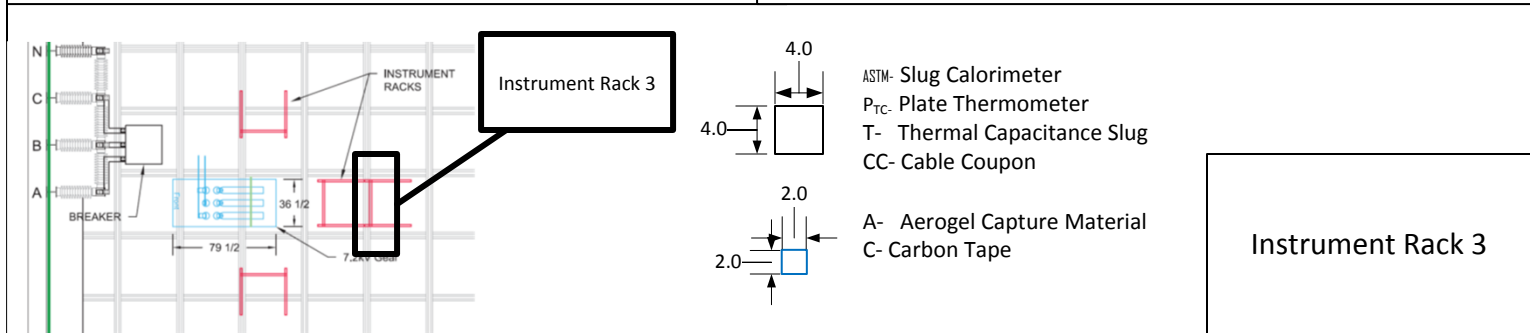 N
C
B
A
BREAKER
Front
INSTRUMENT
RACKS
36 1/2
79 1/2
7.2kV Gear
Instrument Rack 3
4.0
4.0
2.0
2.0
ASTM- Slug Calorimeter
PTC- Plate Thermometer
T- Thermal Capacitance Slug
CC- Cable Coupon
A- Aerogel Capture Material
C- Carbon Tape
Instrument Rack 3